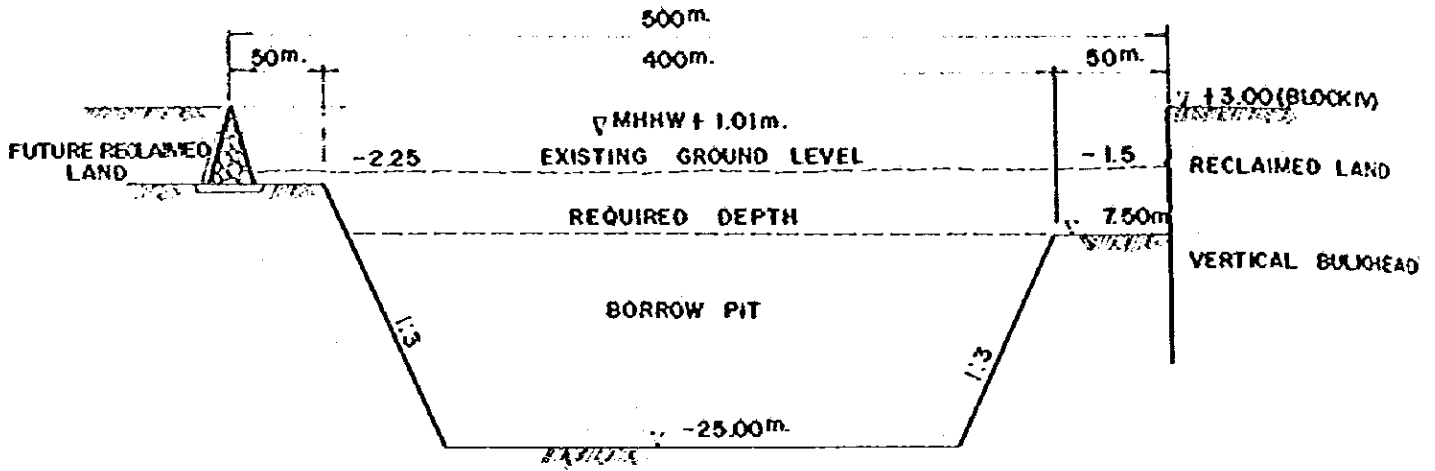 500m.
50m.
400m.
50m.
+3.00 (BLOCK IV)
MHHW + 1.01m.
FUTURE RECLAIMED
LAND
-2.25
EXISTING GROUND LEVEL
-1.5
RECLAIMED LAND
REQUIRED DEPTH
7.50m
VERTICAL BULKHEAD
BORROW PIT
1:3
1:3
-25.00m.